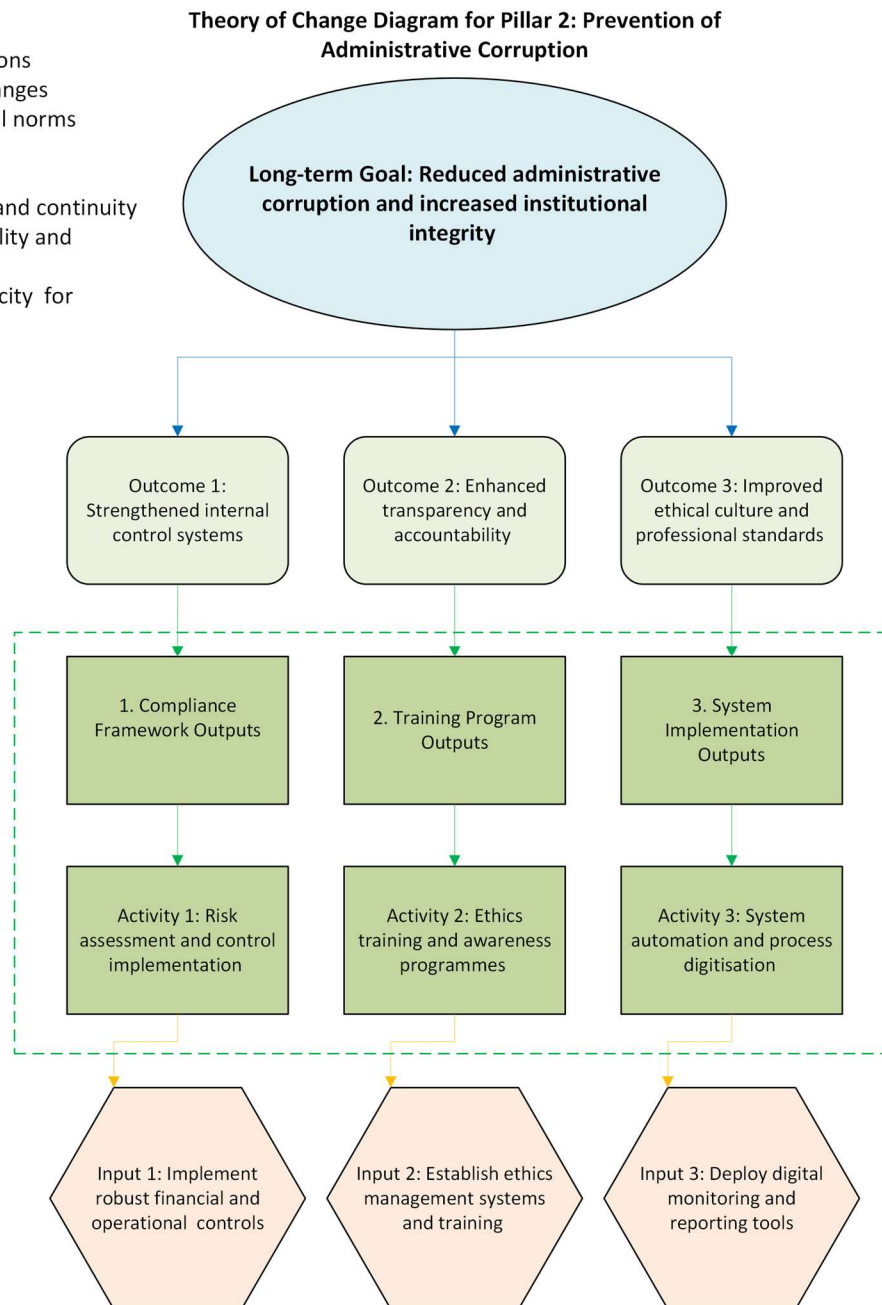 Theory of Change Diagram for Pillar 2: Prevention of
Administrative Corruption
ons
anges
l norms
and continuity
lity and
city for
Long-term Goal: Reduced administrative
corruption and increased institutional
integrity
Outcome 1:
Strengthened internal
control systems
Outcome 2: Enhanced
transparency and
accountability
Outcome 3: Improved
ethical culture and
professional standards
1. Compliance
Framework Outputs
2. Training Program
Outputs
3. System
Implementation
Outputs
Activity 1: Risk
assessment and control
implementation
Activity 2: Ethics
training and awareness
programmes
Activity 3: System
automation and process
digitisation
Input 1: Implement
robust financial and
operational controls
Input 2: Establish ethics
management systems
and training
Input 3: Deploy digital
monitoring and
reporting tools